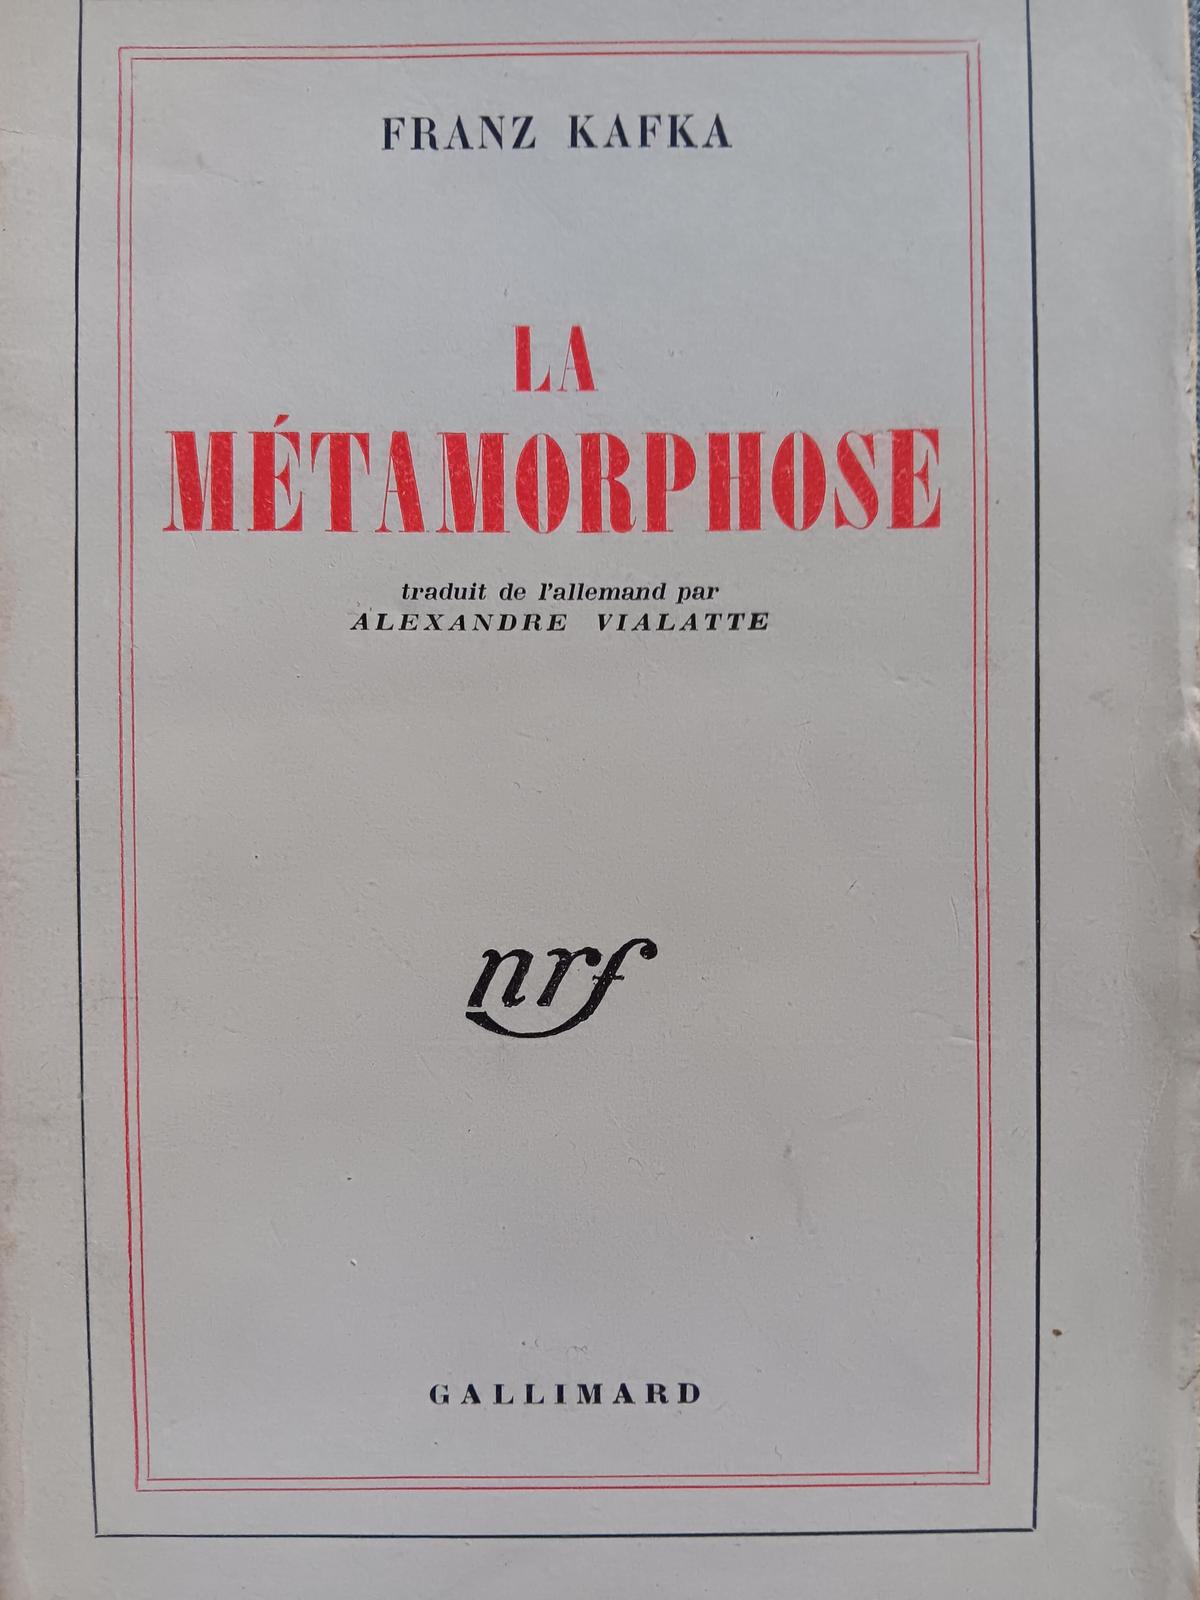 FRANZ KAFKA
LA
MÉTAMORPHOSE
traduit de l'allemand par
ALEXANDRE VIALATTE
nrf
GALLIMARD